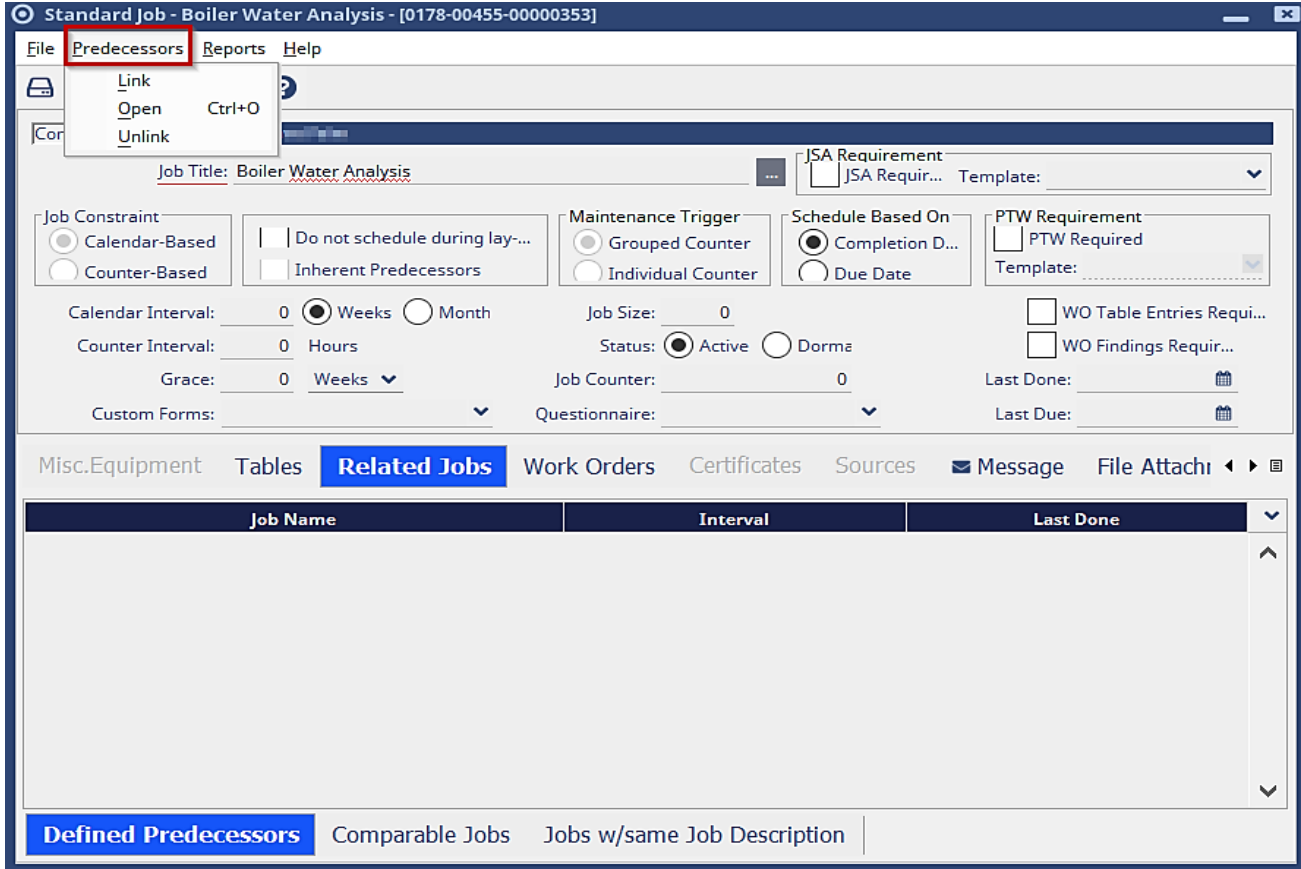 Standard Job - Boiler Water Analysis - [0178-00455-00000353]
File Predecessors Reports Help
Link
Open Ctrl+O
Unlink
Job Title: Boiler Water Analysis ...
JSA Requirement
JSA Requir... Template:
Job Constraint
Calendar-Based
Counter-Based
Do not schedule during lay-...
Inherent Predecessors
Maintenance Trigger
Grouped Counter
Individual Counter
Schedule Based On
Completion D...
Due Date
PTW Requirement
PTW Required
Template:
Calendar Interval: 0 Weeks Month Job Size: 0 WO Table Entries Requi...
Counter Interval: 0 Hours Status: Active Dorma WO Findings Requir...
Grace: 0 Weeks Job Counter: 0 Last Done:
Custom Forms: Questionnaire: Last Due:
Misc.Equipment Tables Related Jobs Work Orders Certificates Sources Message File Attachr
Job Name Interval Last Done
Defined Predecessors Comparable Jobs Jobs w/same Job Description